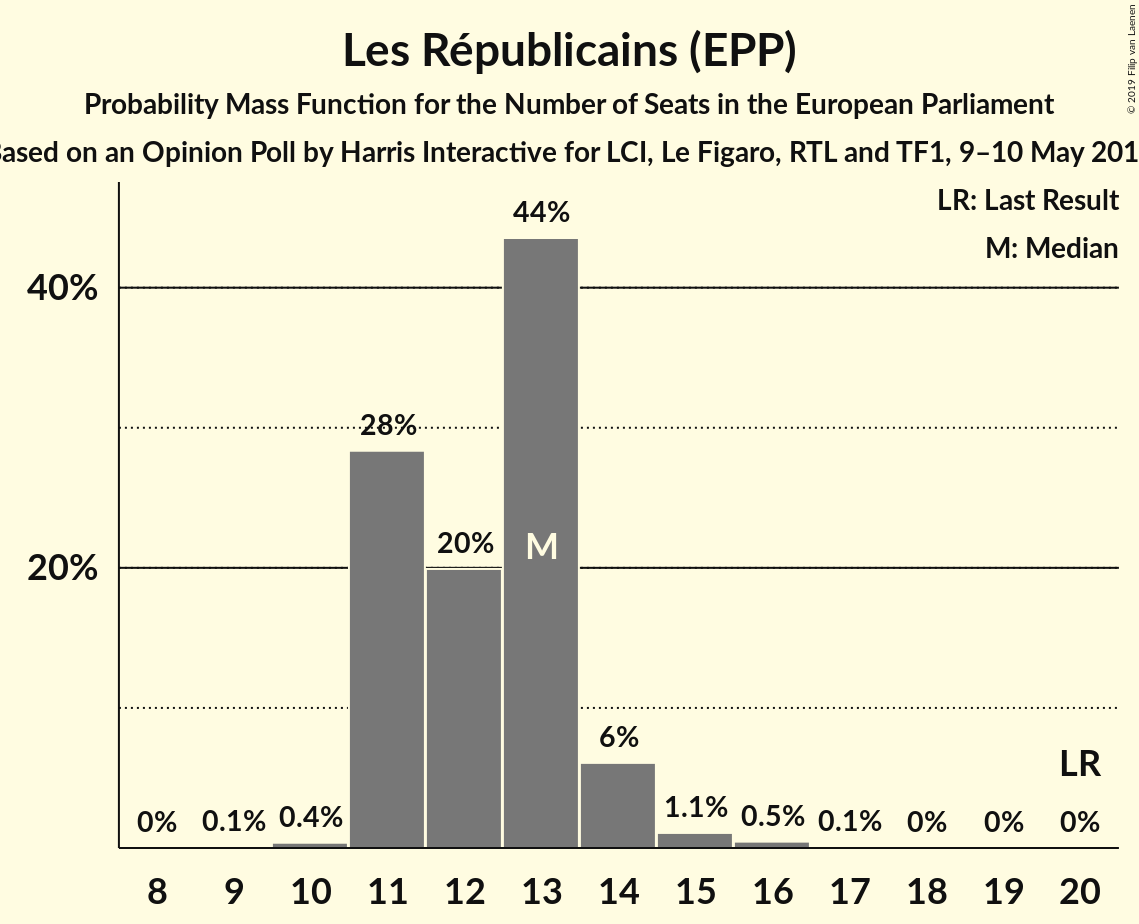 © 2019 Filip van Laenen
Les Républicains (EPP)
Probability Mass Function for the Number of Seats in the European Parliament
Based on an Opinion Poll by Harris Interactive for LCI, Le Figaro, RTL and TF1, 9–10 May 201
LR: Last Result
M: Median
44%
40%
28%
20%
M
20%
6%
LR
0% 0.1% 0.4% 1.1% 0.5% 0.1% 0% 0% 0%
8 9 10 11 12 13 14 15 16 17 18 19 20